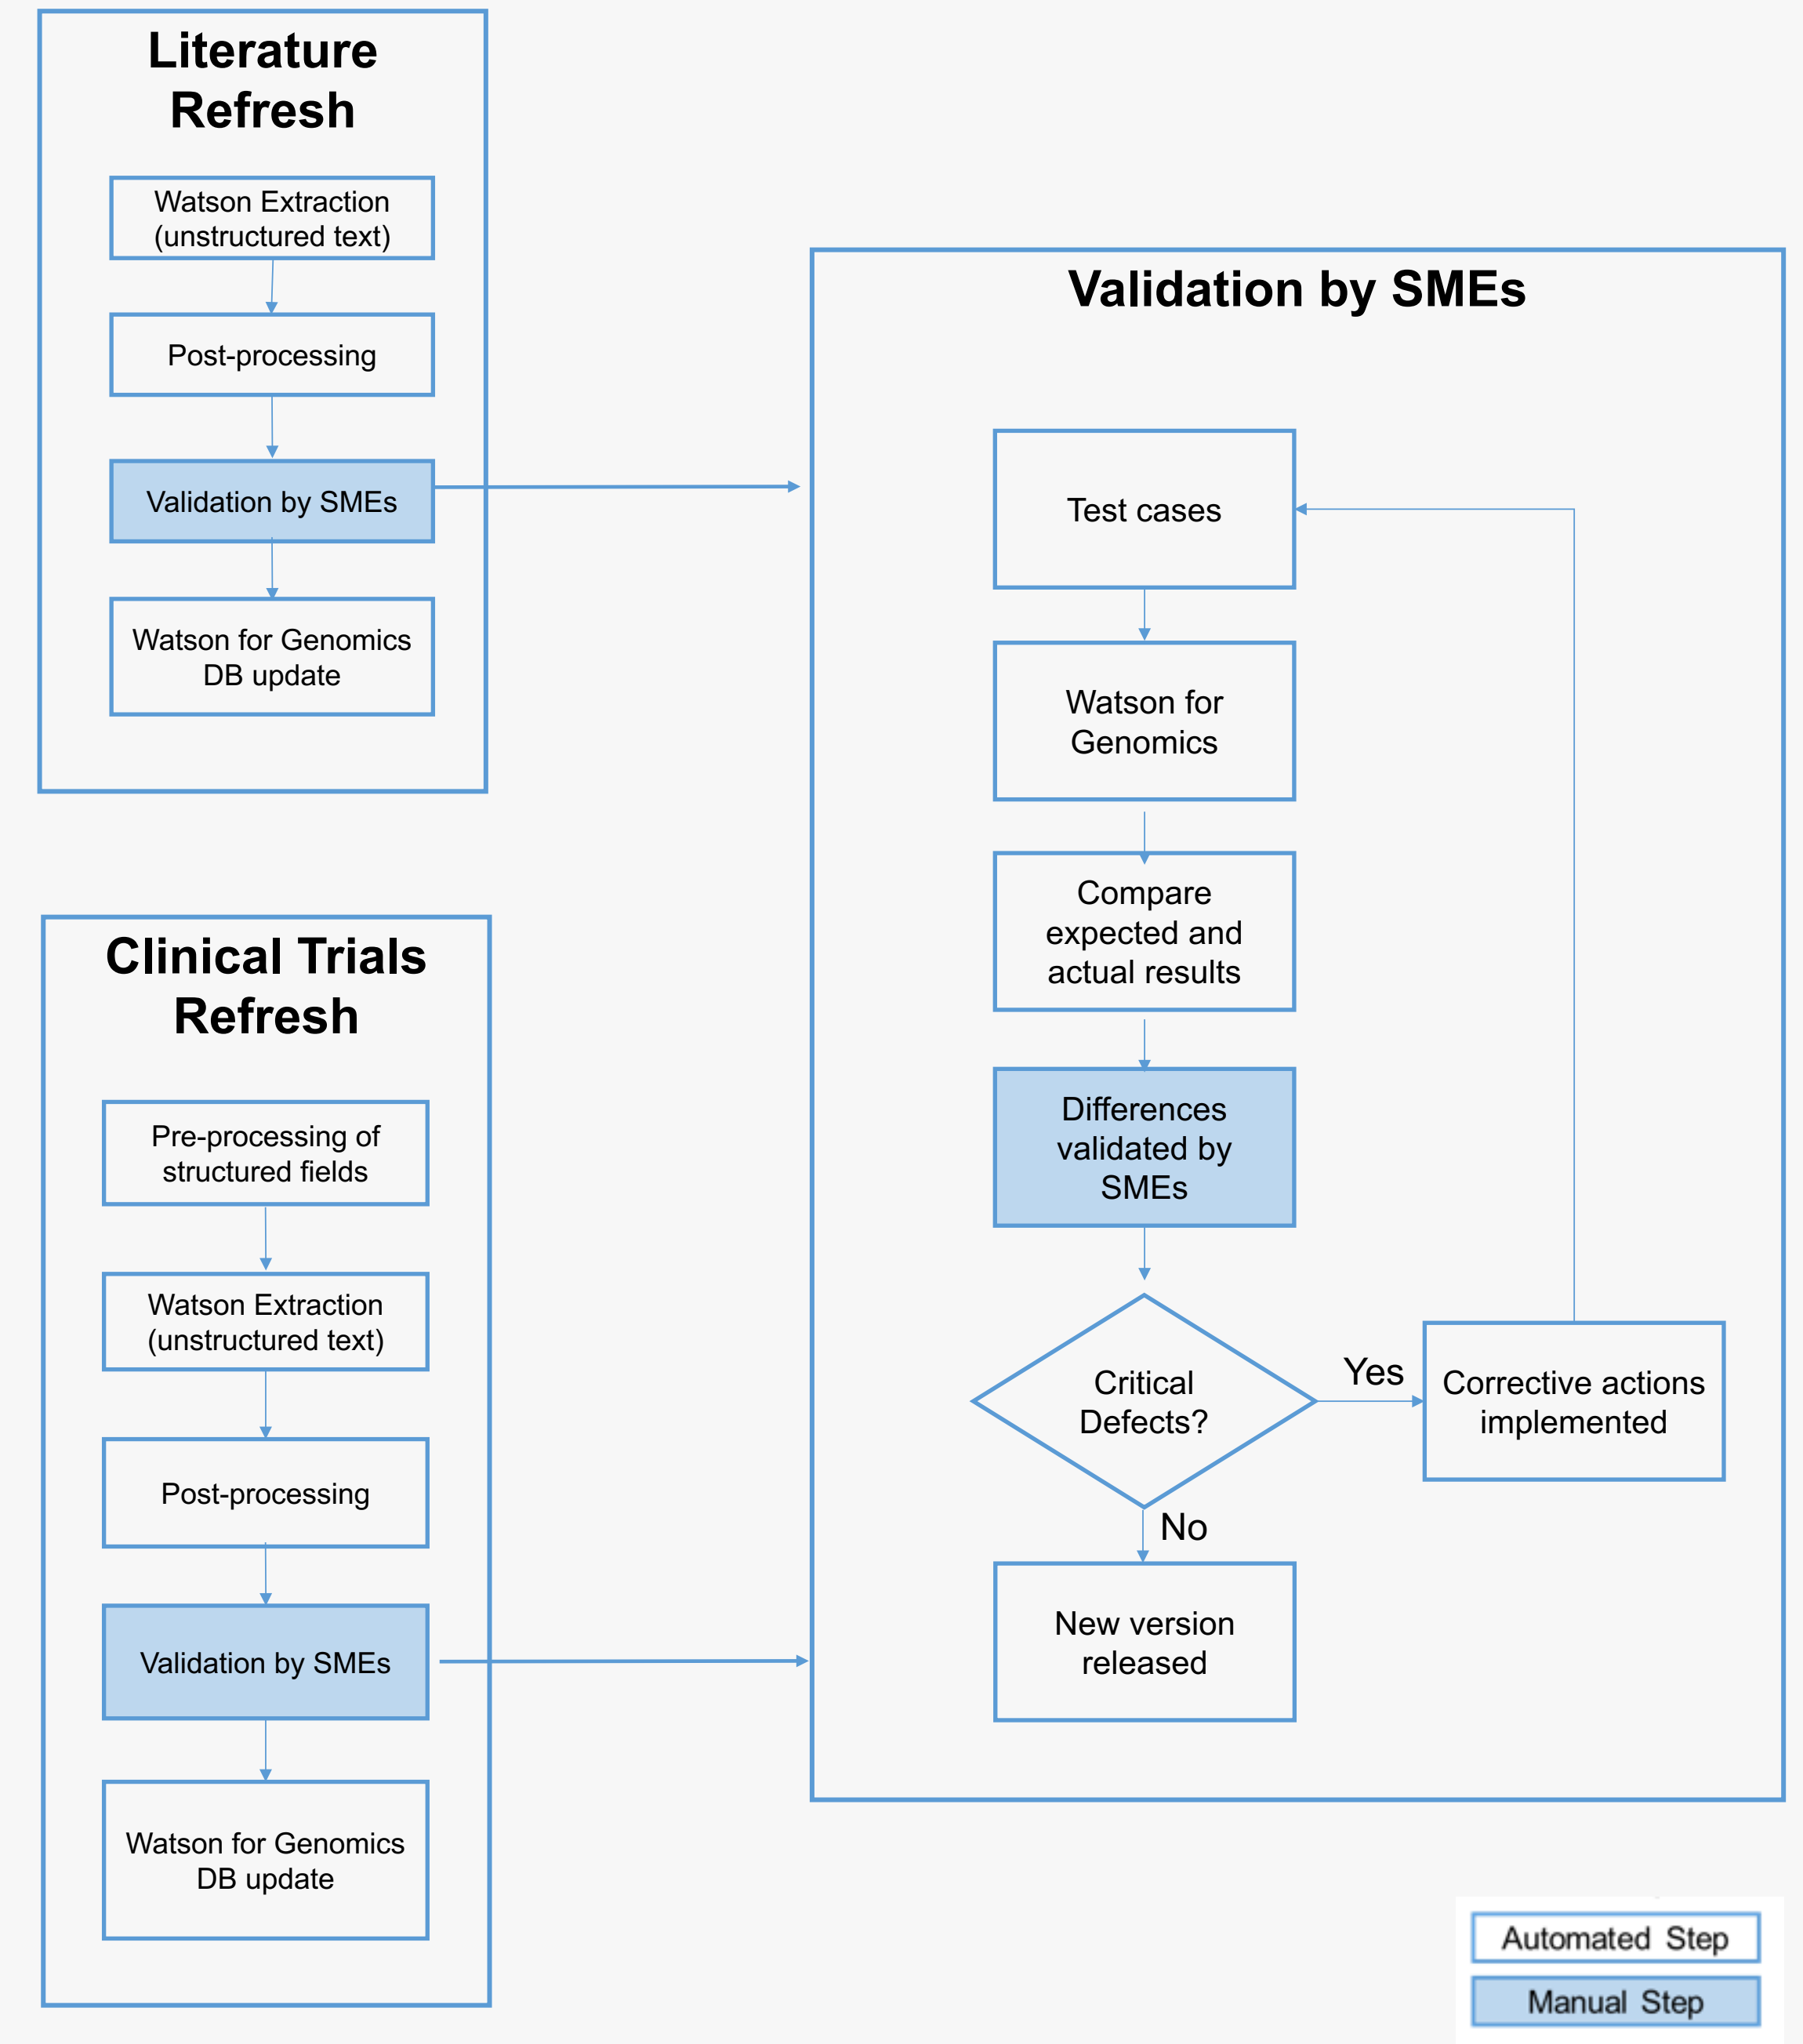 Literature
Refresh
Watson Extraction
(unstructured text)
Post-processing
Validation by SMEs
Watson for Genomics
DB update
Clinical Trials
Refresh
Pre-processing of
structured fields
Watson Extraction
(unstructured text)
Post-processing
Validation by SMEs
Watson for Genomics
DB update
Validation by SMEs
Test cases
Watson for
Genomics
Compare
expected and
actual results
Differences
validated by
SMEs
Critical
Defects?
Yes
Corrective actions
implemented
No
New version
released
Automated Step
Manual Step